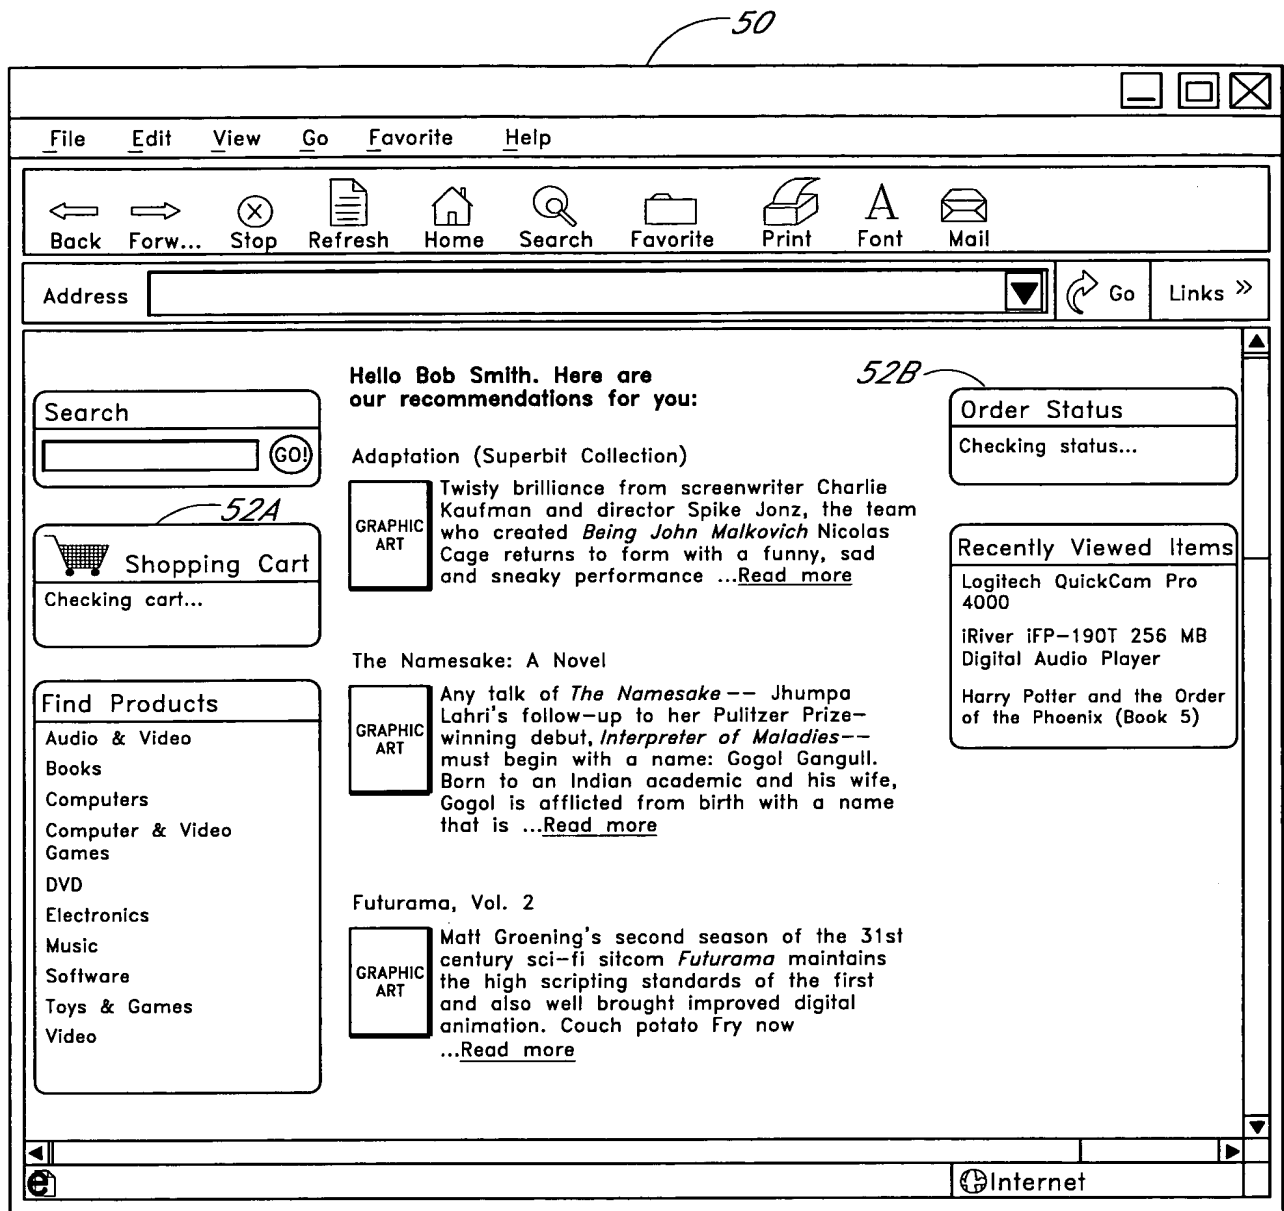 50
File Edit View Go Favorite Help
Back Forw... Stop Refresh Home Search Favorite Print Font Mail
Address Go Links »
Search
GO!
52A
Shopping Cart
Checking cart...
Find Products
Audio & Video
Books
Computers
Computer & Video
Games
DVD
Electronics
Music
Software
Toys & Games
Video
Hello Bob Smith. Here are
our recommendations for you:
Adaptation (Superbit Collection)
GRAPHIC
ART
Twisty brilliance from screenwriter Charlie
Kaufman and director Spike Jonz, the team
who created Being John Malkovich Nicolas
Cage returns to form with a funny, sad
and sneaky performance ...Read more
The Namesake: A Novel
GRAPHIC
ART
Any talk of The Namesake -- Jhumpa
Lahri's follow-up to her Pulitzer Prize-
winning debut, Interpreter of Maladies--
must begin with a name: Gogol Gangull.
Born to an Indian academic and his wife,
Gogol is afflicted from birth with a name
that is ...Read more
Futurama, Vol. 2
GRAPHIC
ART
Matt Groening's second season of the 31st
century sci-fi sitcom Futurama maintains
the high scripting standards of the first
and also well brought improved digital
animation. Couch potato Fry now
...Read more
52B
Order Status
Checking status...
Recently Viewed Items
Logitech QuickCam Pro
4000
iRiver iFP-190T 256 MB
Digital Audio Player
Harry Potter and the Order
of the Phoenix (Book 5)
e
Internet